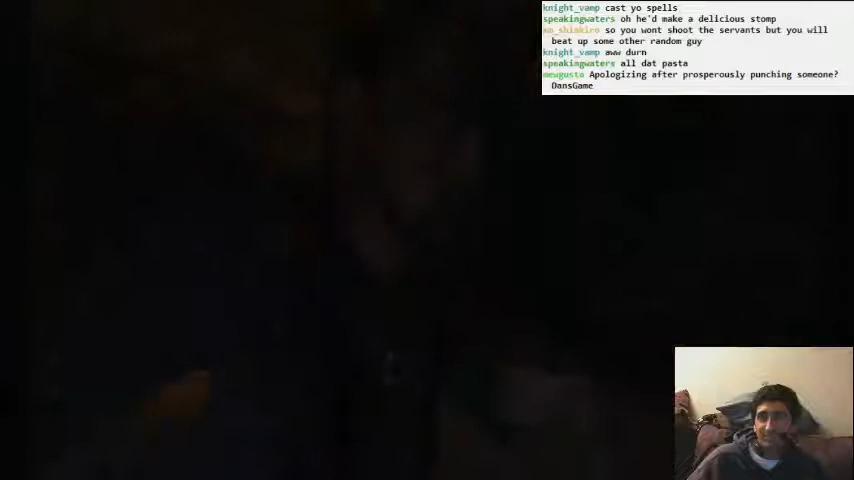 knight_vamp cast yo spells
speakingwaters oh he'd make a delicious stomp
so you wont shoot the servants but you will
beat up some other random guy
knight_vamp aww durn
speakingwaters all dat pasta
mewgusta Apologizing after prosperously punching someone?
DansGame